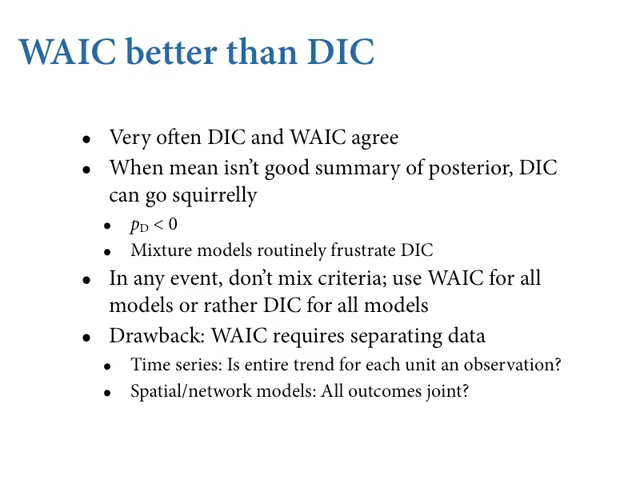 WAIC better than DIC
• Very often DIC and WAIC agree
• When mean isn't good summary of posterior, DIC
can go squirrelly
• pD < 0
• Mixture models routinely frustrate DIC
• In any event, don't mix criteria; use WAIC for all
models or rather DIC for all models
• Drawback: WAIC requires separating data
• Time series: Is entire trend for each unit an observation?
• Spatial/network models: All outcomes joint?